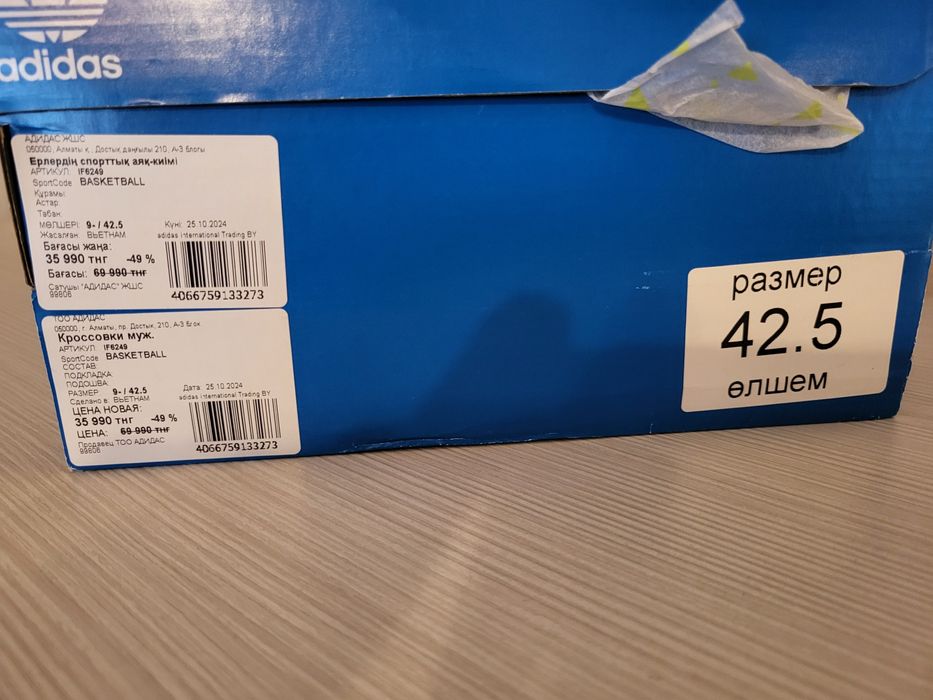 adidas
АДИДАС ЖШС
050000, Алматы к., Достык даңғылы 210, А-3 блогы
Ерлердің спорттық аяқ-киімі
АРТИКУЛ: IF6249
SportCode BASKETBALL
Құрамы:
Астар:
Табан:
МӨЛШЕРІ: 9- / 42.5 Күні: 25.10.2024
Жасалған: ВЬЕТНАМ adidas International Trading BY
Бағасы жаңа:
35 990 тнг -49 %
Бағасы: 69 990 тнг
Сатушы "АДИДАС" ЖШС
99808
4066759133273
ТОО АДИДАС
050000, г. Алматы, пр. Достык, 210, А-3 блок
Кроссовки муж.
АРТИКУЛ: IF6249
SportCode BASKETBALL
СОСТАВ:
ПОДКЛАДКА:
ПОДОШВА:
РАЗМЕР: 9- / 42.5 Дата: 25.10.2024
Сделано в: ВЬЕТНАМ adidas International Trading BY
ЦЕНА НОВАЯ:
35 990 тнг -49 %
ЦЕНА: 69 990 тнг
Продавец ТОО АДИДАС
99808
4066759133273
размер
42.5
өлшем